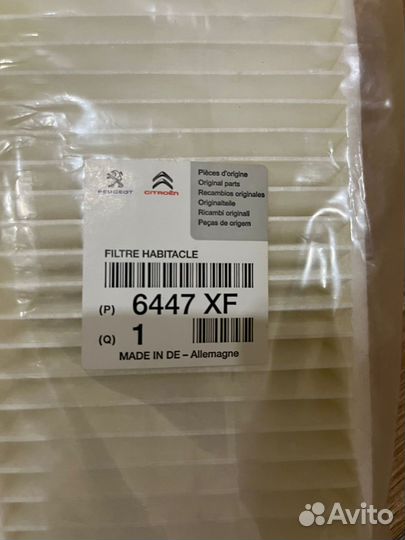 PEUGEOT CITROËN
Pièces d'origine
Original parts
Recambios originales
Originalteile
Ricambi originali
Peças de origem
FILTRE HABITACLE
(P) 6447 XF
(Q) 1
MADE IN DE – Allemagne
Avito